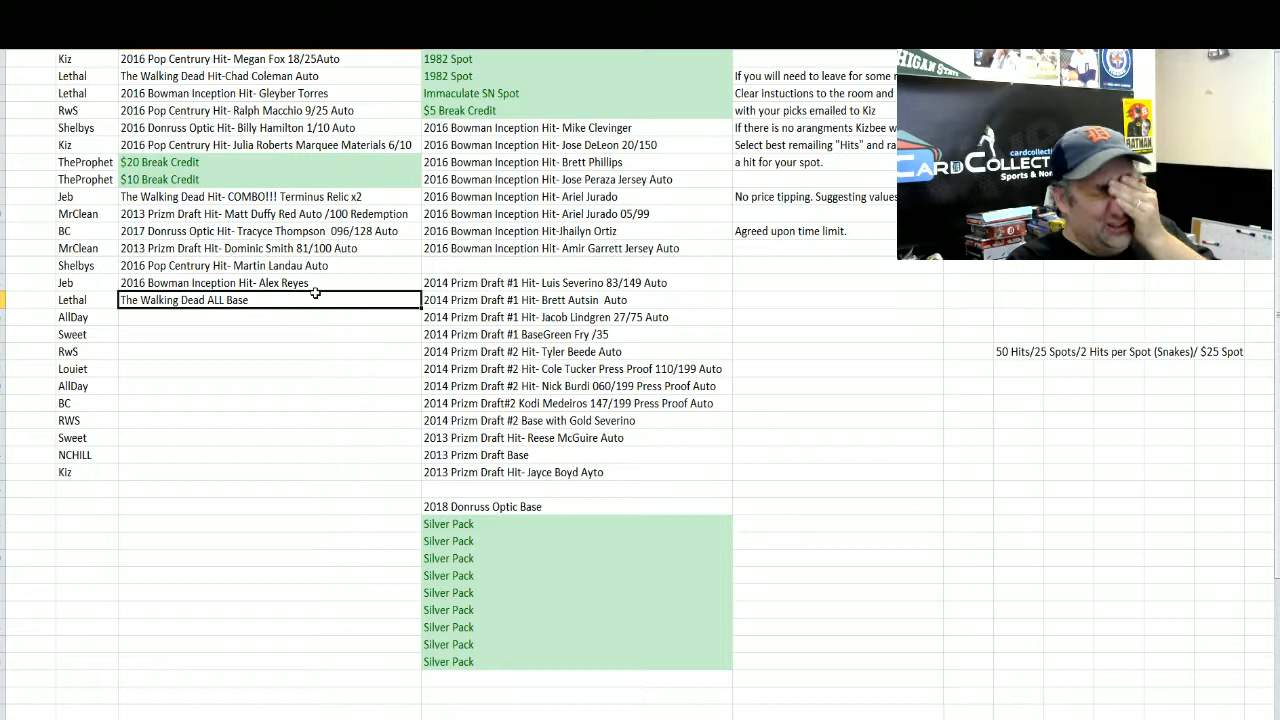 Kiz 2016 Pop Centrury Hit- Megan Fox 18/25Auto 1982 Spot
Lethal The Walking Dead Hit-Chad Coleman Auto 1982 Spot If you will need to leave for some
Lethal 2016 Bowman Inception Hit- Gleyber Torres Immaculate SN Spot Clear instuctions to the room and
RwS 2016 Pop Centrury Hit- Ralph Macchio 9/25 Auto $5 Break Credit with your picks emailed to Kiz
Shelbys 2016 Donruss Optic Hit- Billy Hamilton 1/10 Auto 2016 Bowman Inception Hit- Mike Clevinger If there is no arangments Kizbee w
Kiz 2016 Pop Centrury Hit- Julia Roberts Marquee Materials 6/10 2016 Bowman Inception Hit- Jose DeLeon 20/150 Select best remailing "Hits" and ra
TheProphet $20 Break Credit 2016 Bowman Inception Hit- Brett Phillips a hit for your spot.
TheProphet $10 Break Credit 2016 Bowman Inception Hit- Jose Peraza Jersey Auto
Jeb The Walking Dead Hit- COMBO!!! Terminus Relic x2 2016 Bowman Inception Hit- Ariel Jurado No price tipping. Suggesting values
MrClean 2013 Prizm Draft Hit- Matt Duffy Red Auto /100 Redemption 2016 Bowman Inception Hit- Ariel Jurado 05/99
BC 2017 Donruss Optic Hit- Tracyce Thompson 096/128 Auto 2016 Bowman Inception Hit-Jhailyn Ortiz Agreed upon time limit.
MrClean 2013 Prizm Draft Hit- Dominic Smith 81/100 Auto 2016 Bowman Inception Hit- Amir Garrett Jersey Auto
Shelbys 2016 Pop Centrury Hit- Martin Landau Auto
Jeb 2016 Bowman Inception Hit- Alex Reyes 2014 Prizm Draft #1 Hit- Luis Severino 83/149 Auto
Lethal The Walking Dead ALL Base 2014 Prizm Draft #1 Hit- Brett Autsin Auto
AllDay 2014 Prizm Draft #1 Hit- Jacob Lindgren 27/75 Auto
Sweet 2014 Prizm Draft #1 BaseGreen Fry /35
RwS 2014 Prizm Draft #2 Hit- Tyler Beede Auto 50 Hits/25 Spots/2 Hits per Spot (Snakes)/ $25 Spot
Louiet 2014 Prizm Draft #2 Hit- Cole Tucker Press Proof 110/199 Auto
AllDay 2014 Prizm Draft #2 Hit- Nick Burdi 060/199 Press Proof Auto
BC 2014 Prizm Draft#2 Kodi Medeiros 147/199 Press Proof Auto
RWS 2014 Prizm Draft #2 Base with Gold Severino
Sweet 2013 Prizm Draft Hit- Reese McGuire Auto
NCHILL 2013 Prizm Draft Base
Kiz 2013 Prizm Draft Hit- Jayce Boyd Ayto
2018 Donruss Optic Base
Silver Pack
Silver Pack
Silver Pack
Silver Pack
Silver Pack
Silver Pack
Silver Pack
Silver Pack
Silver Pack
HIGAN STATE
cardcollecti
CARDCOLLECT
Sports & Non
BATMAN